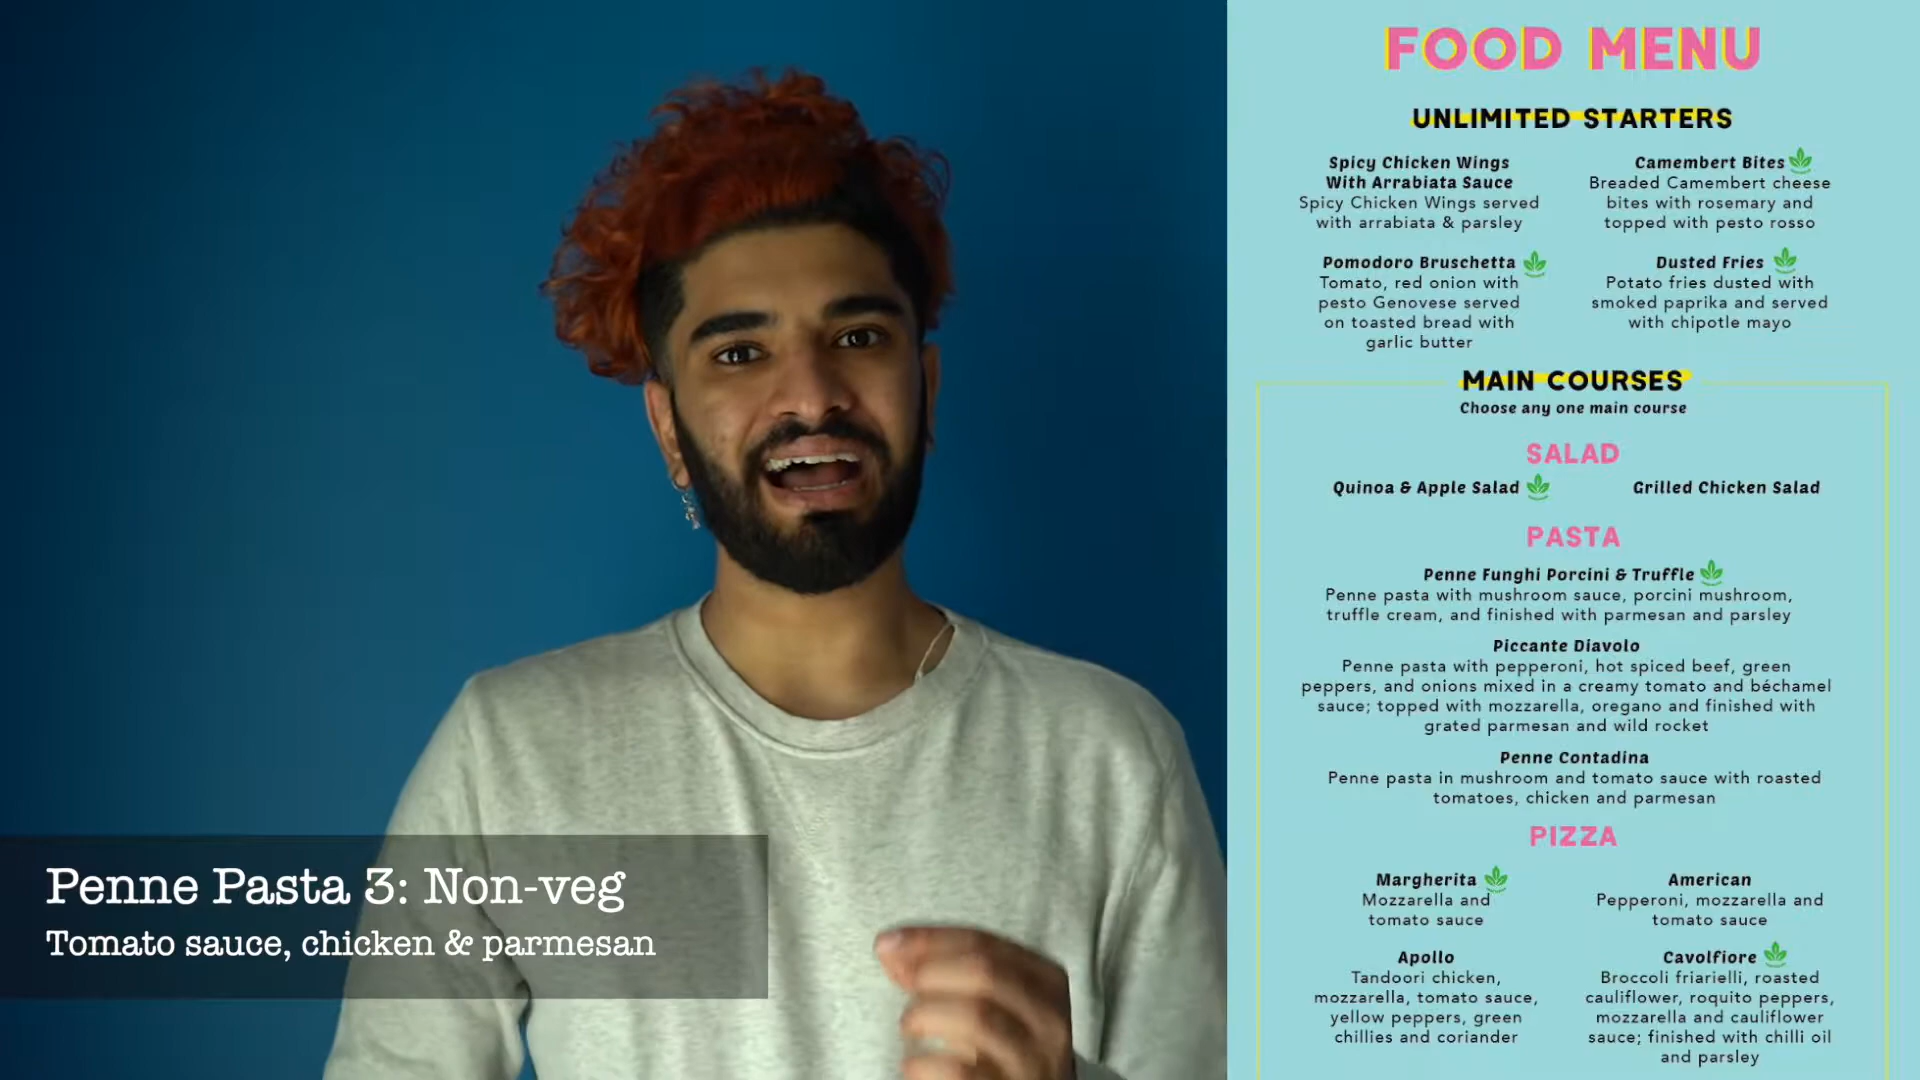 FOOD MENU
UNLIMITED STARTERS
Spicy Chicken Wings
With Arrabiata Sauce
Spicy Chicken Wings served
with arrabiata & parsley
Camembert Bites
Breaded Camembert cheese
bites with rosemary and
topped with pesto rosso
Pomodoro Bruschetta
Tomato, red onion with
pesto Genovese served
on toasted bread with
garlic butter
Dusted Fries
Potato fries dusted with
smoked paprika and served
with chipotle mayo
MAIN COURSES
Choose any one main course
SALAD
Quinoa & Apple Salad
Grilled Chicken Salad
PASTA
Penne Funghi Porcini & Truffle
Penne pasta with mushroom sauce, porcini mushroom,
truffle cream, and finished with parmesan and parsley
Piccante Diavolo
Penne pasta with pepperoni, hot spiced beef, green
peppers, and onions mixed in a creamy tomato and béchamel
sauce; topped with mozzarella, oregano and finished with
grated parmesan and wild rocket
Penne Contadina
Penne pasta in mushroom and tomato sauce with roasted
tomatoes, chicken and parmesan
PIZZA
Margherita
Mozzarella and
tomato sauce
American
Pepperoni, mozzarella and
tomato sauce
Apollo
Tandoori chicken,
mozzarella, tomato sauce,
yellow peppers, green
chillies and coriander
Cavolfiore
Broccoli friarielli, roasted
cauliflower, roquito peppers,
mozzarella and cauliflower
sauce; finished with chilli oil
and parsley
Penne Pasta 3: Non-veg
Tomato sauce, chicken & parmesan